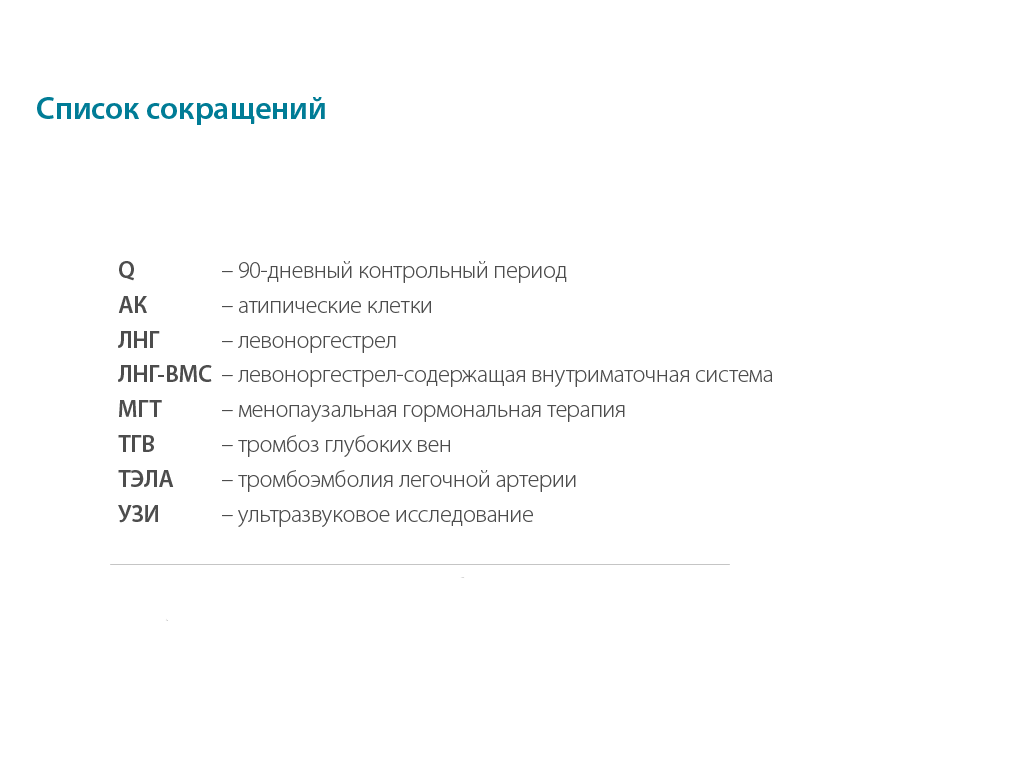 Список сокращений
Q – 90-дневный контрольный период
АК – атипические клетки
ЛНГ – левоноргестрел
ЛНГ-ВМС – левоноргестрел-содержащая внутриматочная система
МГТ – менопаузальная гормональная терапия
ТГВ – тромбоз глубоких вен
ТЭЛА – тромбоэмболия легочной артерии
УЗИ – ультразвуковое исследование